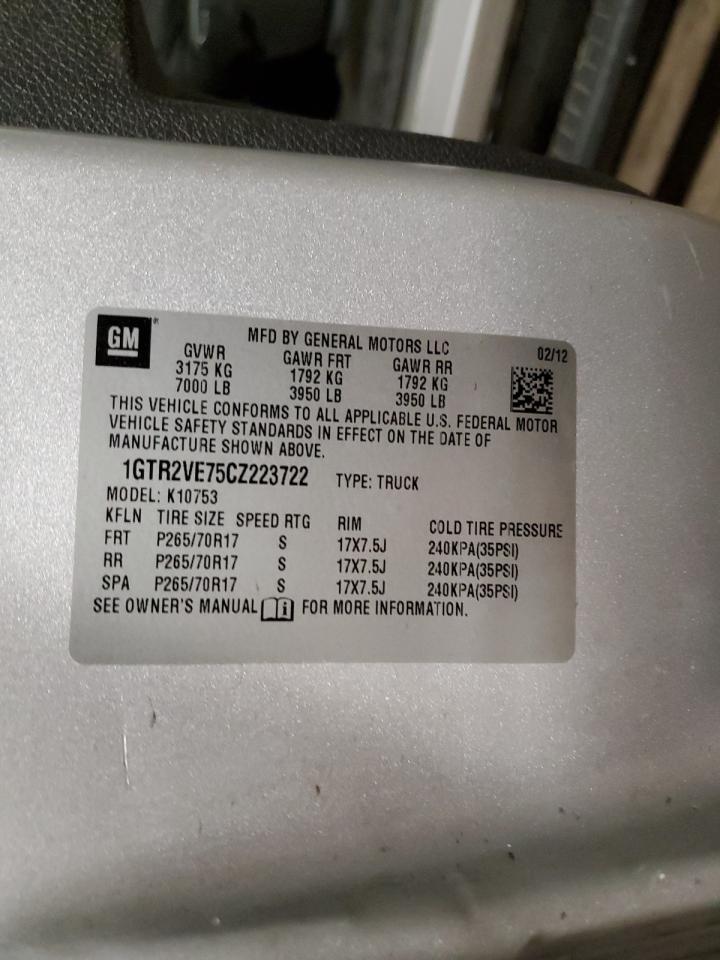 GM
MFD BY GENERAL MOTORS LLC 02/12
GVWR GAWR FRT GAWR RR
3175 KG 1792 KG 1792 KG
7000 LB 3950 LB 3950 LB
THIS VEHICLE CONFORMS TO ALL APPLICABLE U.S. FEDERAL MOTOR
VEHICLE SAFETY STANDARDS IN EFFECT ON THE DATE OF
MANUFACTURE SHOWN ABOVE.
1GTR2VE75CZ223722 TYPE: TRUCK
MODEL: K10753
KFLN TIRE SIZE SPEED RTG RIM COLD TIRE PRESSURE
FRT P265/70R17 S 17X7.5J 240KPA(35PSI)
RR P265/70R17 S 17X7.5J 240KPA(35PSI)
SPA P265/70R17 S 17X7.5J 240KPA(35PSI)
SEE OWNER'S MANUAL i FOR MORE INFORMATION.